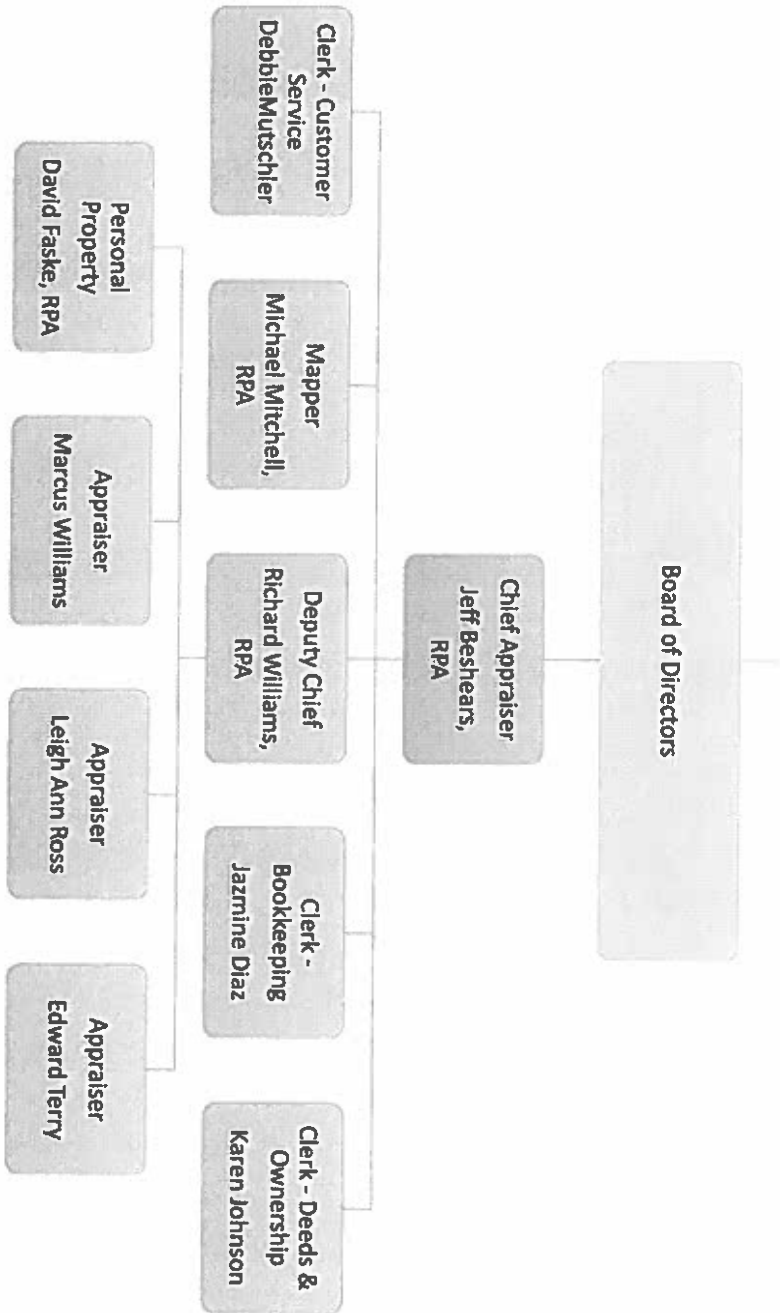 Board of Directors
Chief Appraiser
Jeff Beshears,
RPA
Clerk - Customer
Service
DebbieMutschler
Mapper
Michael Mitchell,
RPA
Deputy Chief
Richard Williams,
RPA
Clerk -
Bookkeeping
Jazmine Diaz
Clerk - Deeds &
Ownership
Karen Johnson
Personal
Property
David Faske, RPA
Appraiser
Marcus Williams
Appraiser
Leigh Ann Ross
Appraiser
Edward Terry